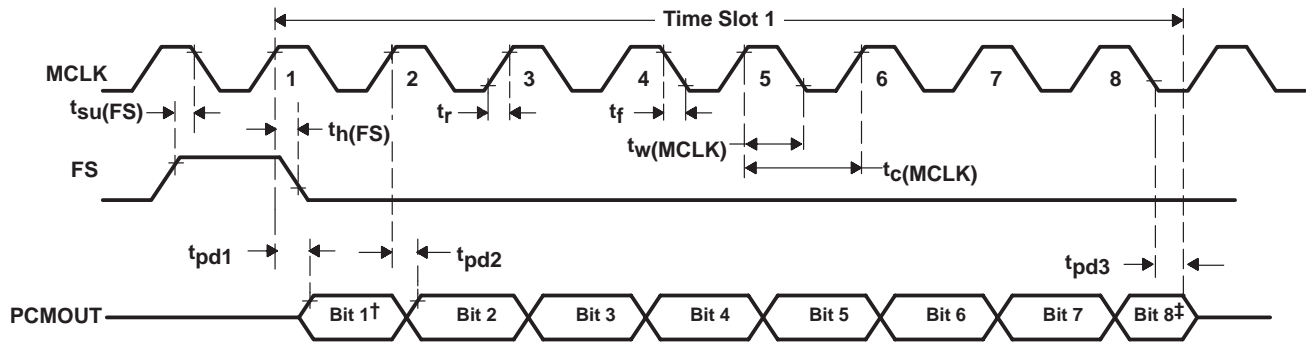 Time Slot 1
MCLK
1 2 3 4 5 6 7 8
tsu(FS)
th(FS)
tr
tf
tw(MCLK)
tc(MCLK)
FS
tpd1
tpd2
tpd3
PCMOUT
Bit 1† Bit 2 Bit 3 Bit 4 Bit 5 Bit 6 Bit 7 Bit 8‡